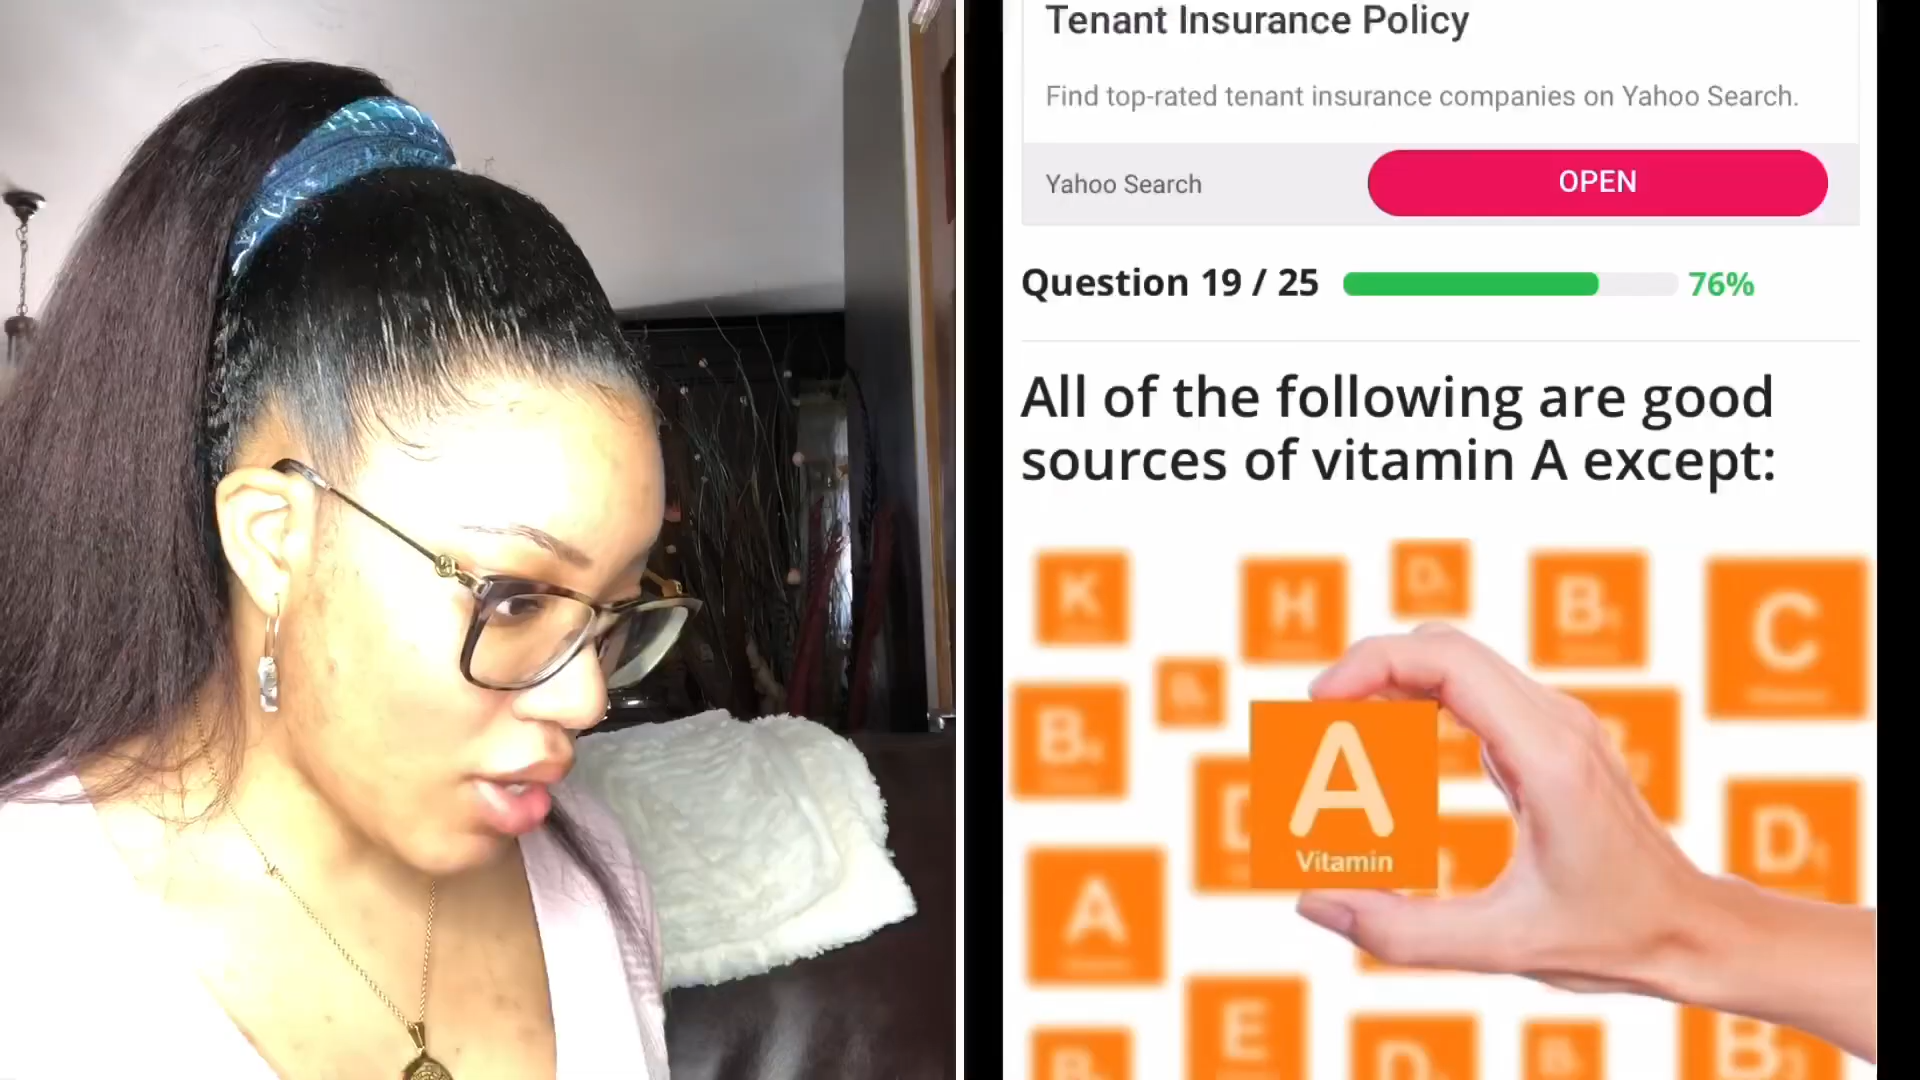 Tenant Insurance Policy
Find top-rated tenant insurance companies on Yahoo Search.
Yahoo Search
OPEN
Question 19 / 25
76%
All of the following are good
sources of vitamin A except:
K
H
D
B
C
B
B
A
Vitamin
D
D
A
E
B
D
B
B